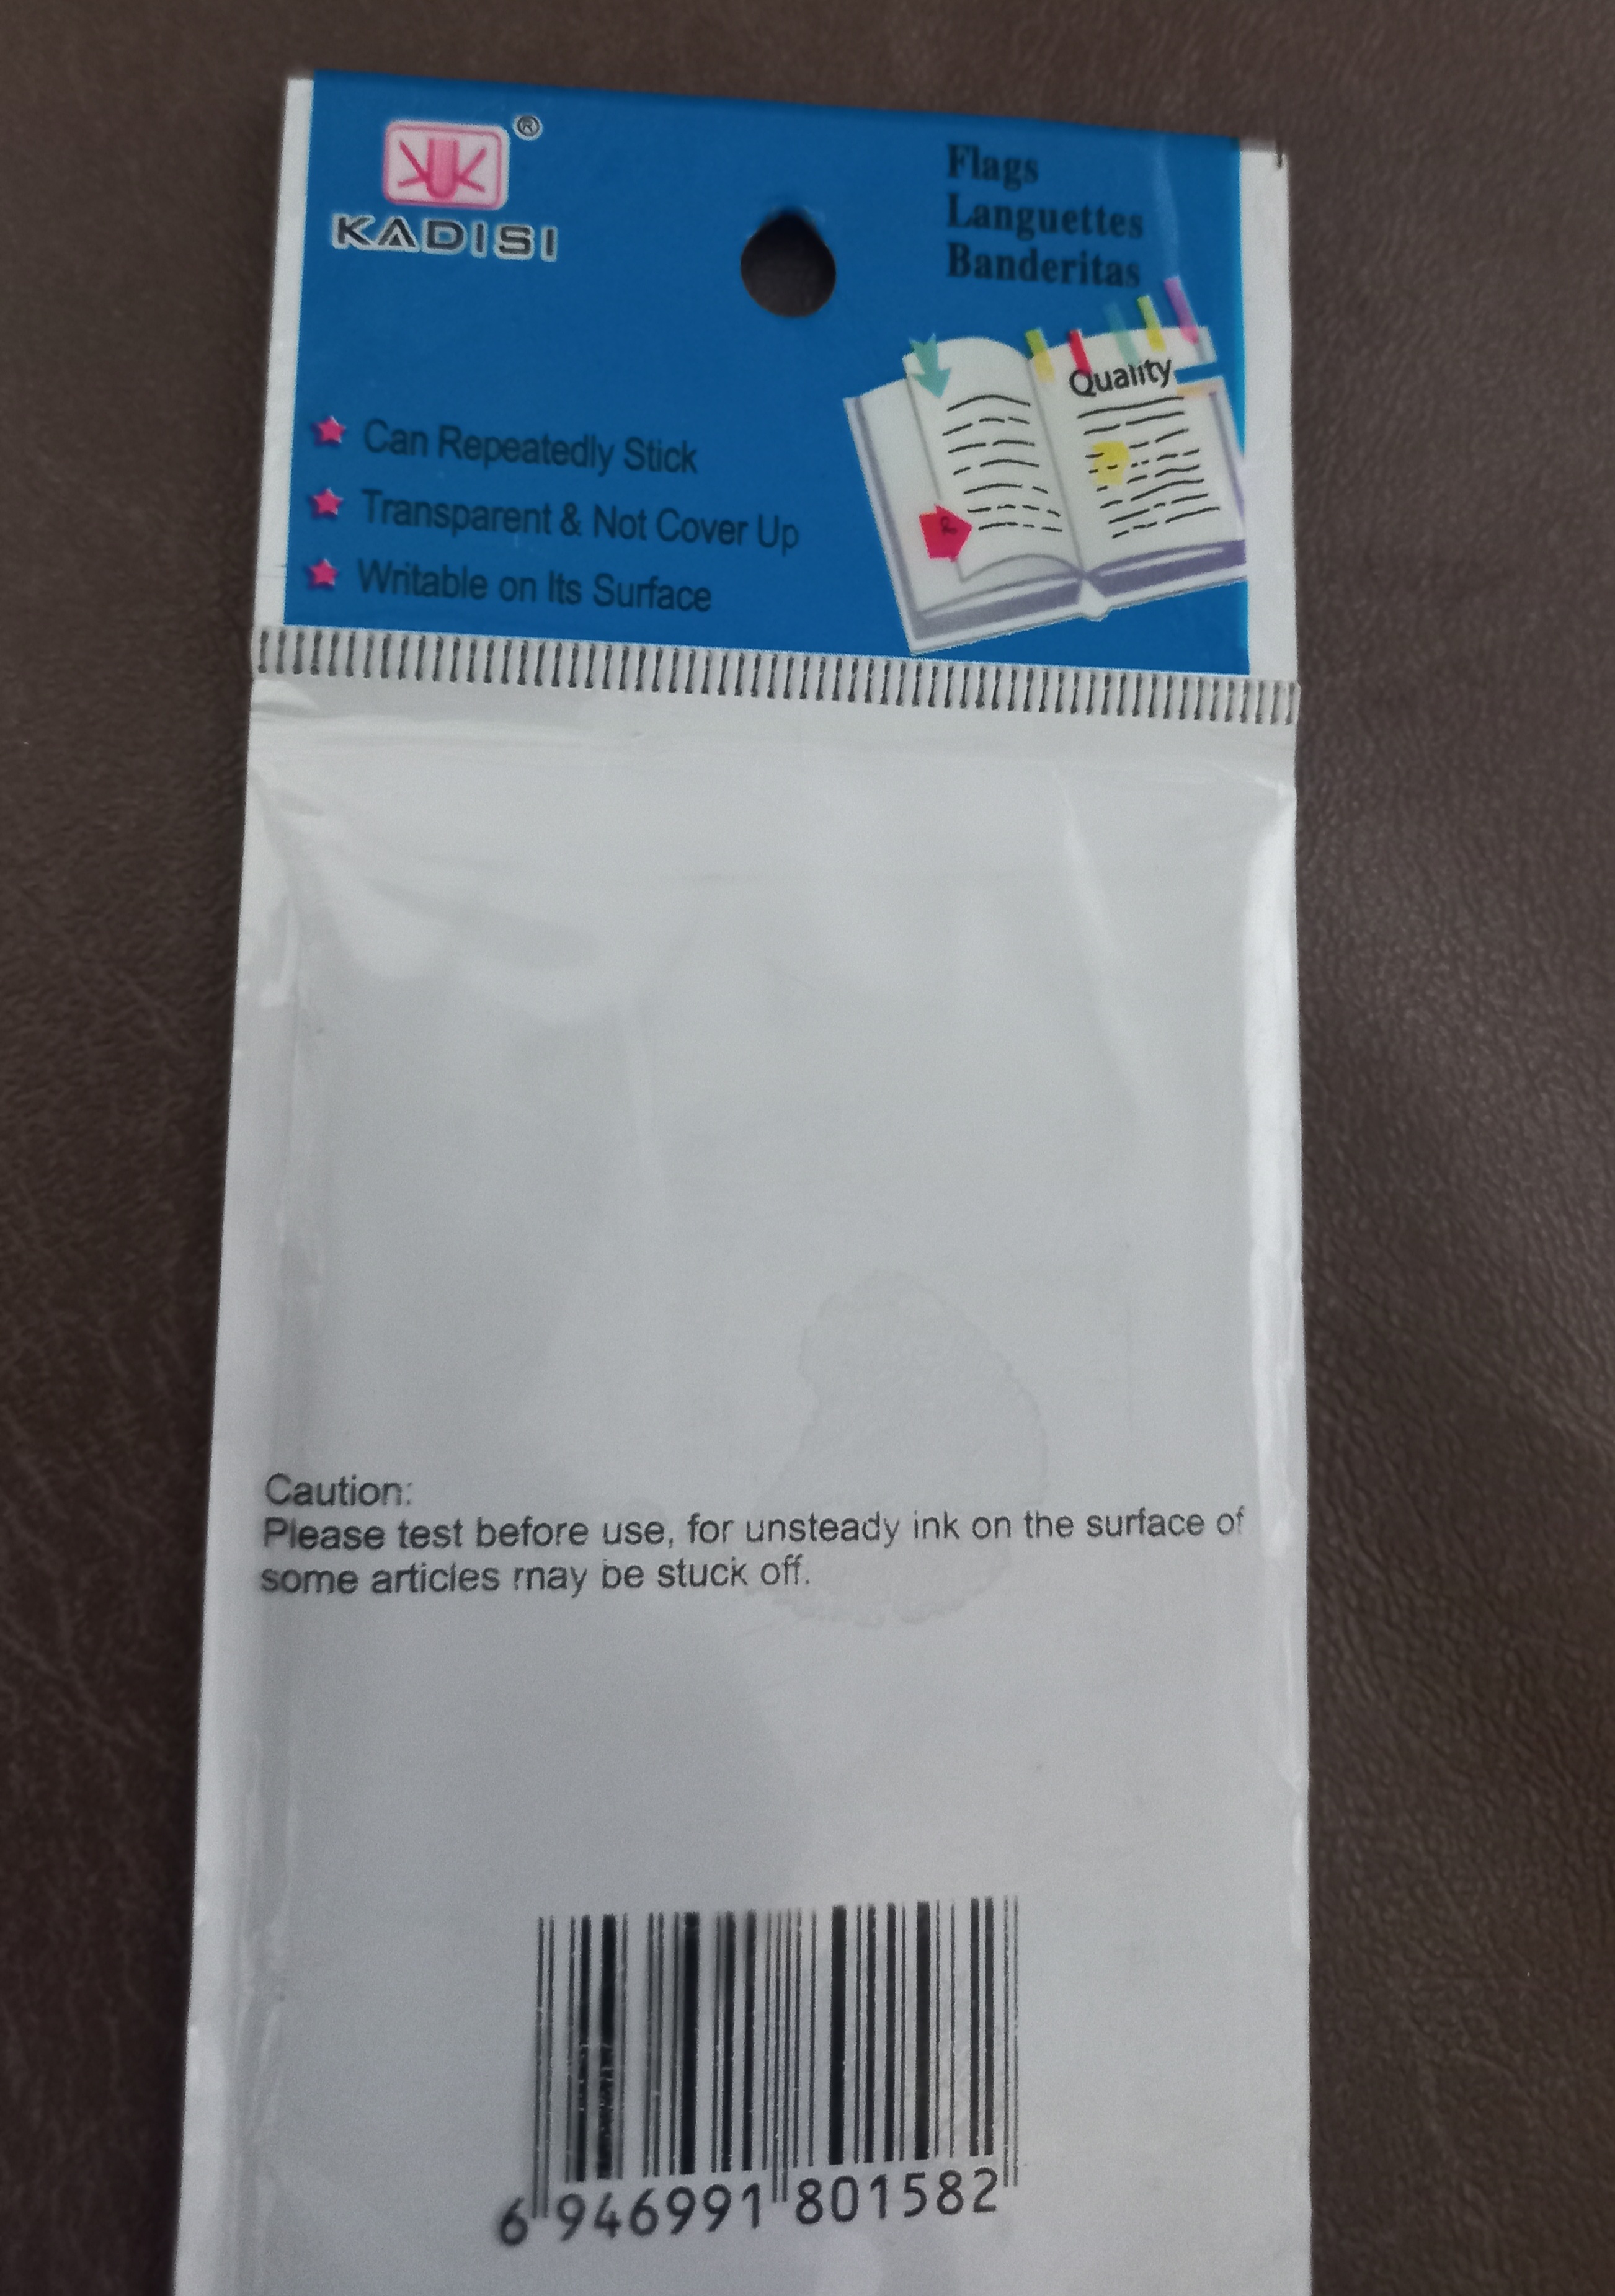 ®
KADISI
Flags
Languettes
Banderitas
Quality
Can Repeatedly Stick
Transparent & Not Cover Up
Writable on Its Surface
Caution:
Please test before use, for unsteady ink on the surface of
some articles may be stuck off.
6 946991 801582